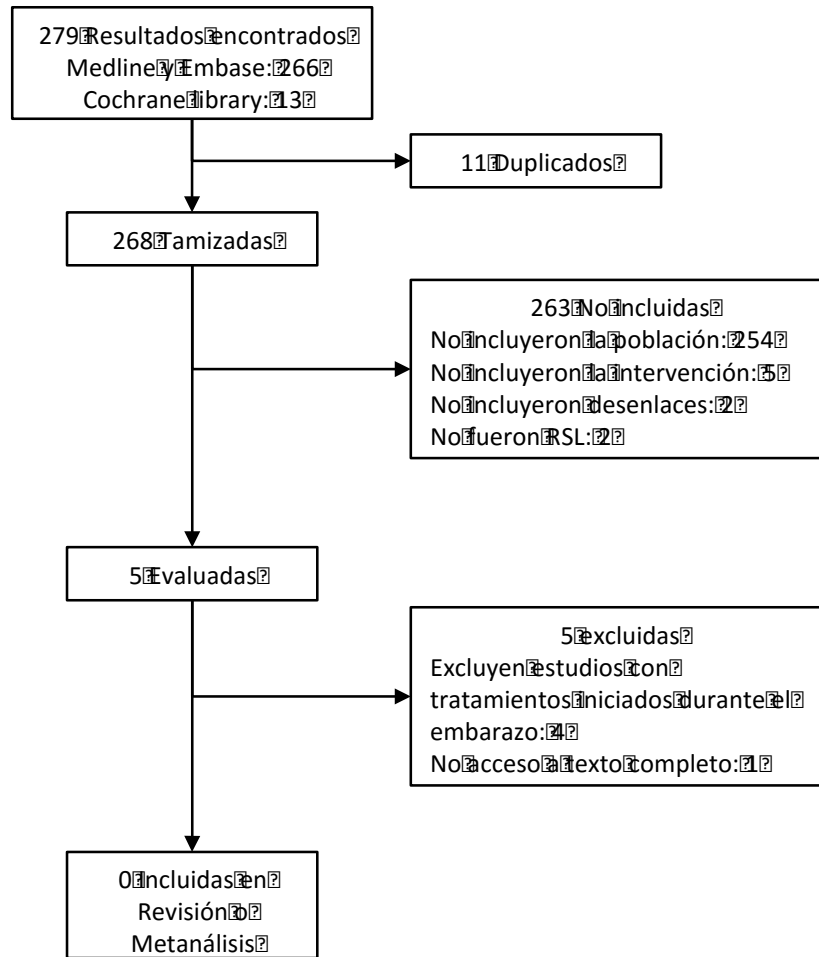 279 Resultados encontrados
Medline y Embase: 266
Cochrane library: 13
11 Duplicados
268 Tamizadas
263 No incluidas
No incluyeron la población: 254
No incluyeron la intervención: 5
No incluyeron desenlaces: 2
No fueron RSL: 2
5 Evaluadas
5 excluidas
Excluyen estudios con
tratamientos iniciados durante el
embarazo: 4
No acceso a texto completo: 1
0 Incluidas en
Revisión o
Metanálisis